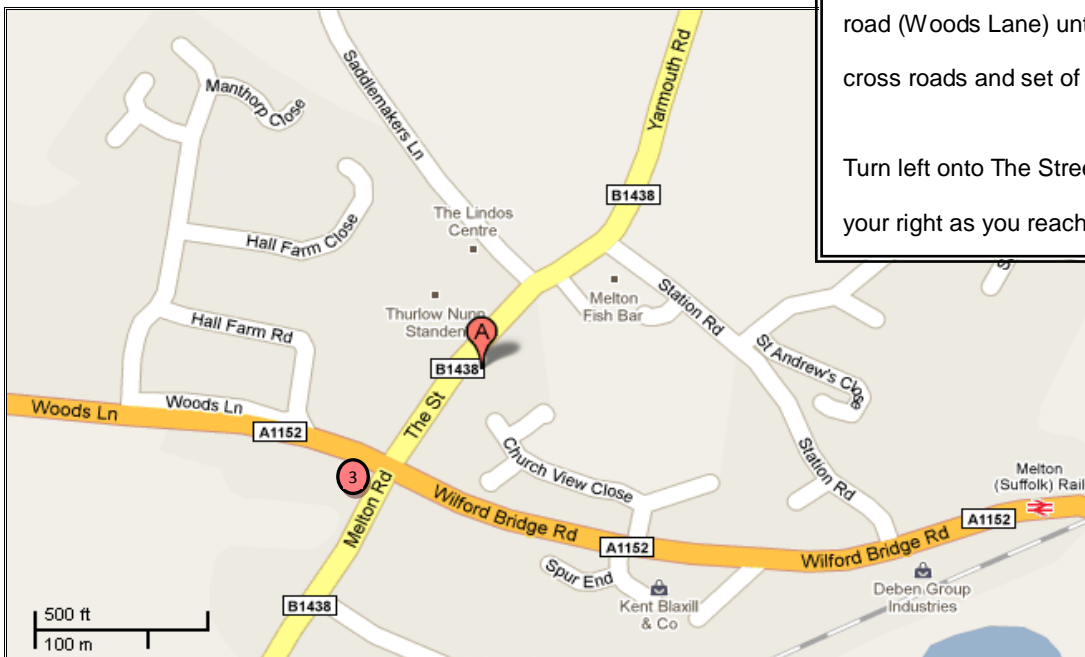 road (Woods Lane)
cross roads and set of
Turn left onto The
your right as you reach
Saddlemakers Ln
Yarmouth Rd
Manthorp Close
B1438
The Lindos
Centre
Hall Farm Close
Station Rd
Melton
Fish Bar
Thurlow Nunn
Standen
Hall Farm Rd
A
B1438
St Andrew's Close
Woods Ln
Woods Ln
The St
A1152
Church View Close
Station Rd
Melton
(Suffolk) Rail
3
Melton Rd
Wilford Bridge Rd
A1152
A1152
Wilford Bridge Rd
Spur End
Deben Group
Industries
Kent Blaxill
& Co
B1438
500 ft
100 m